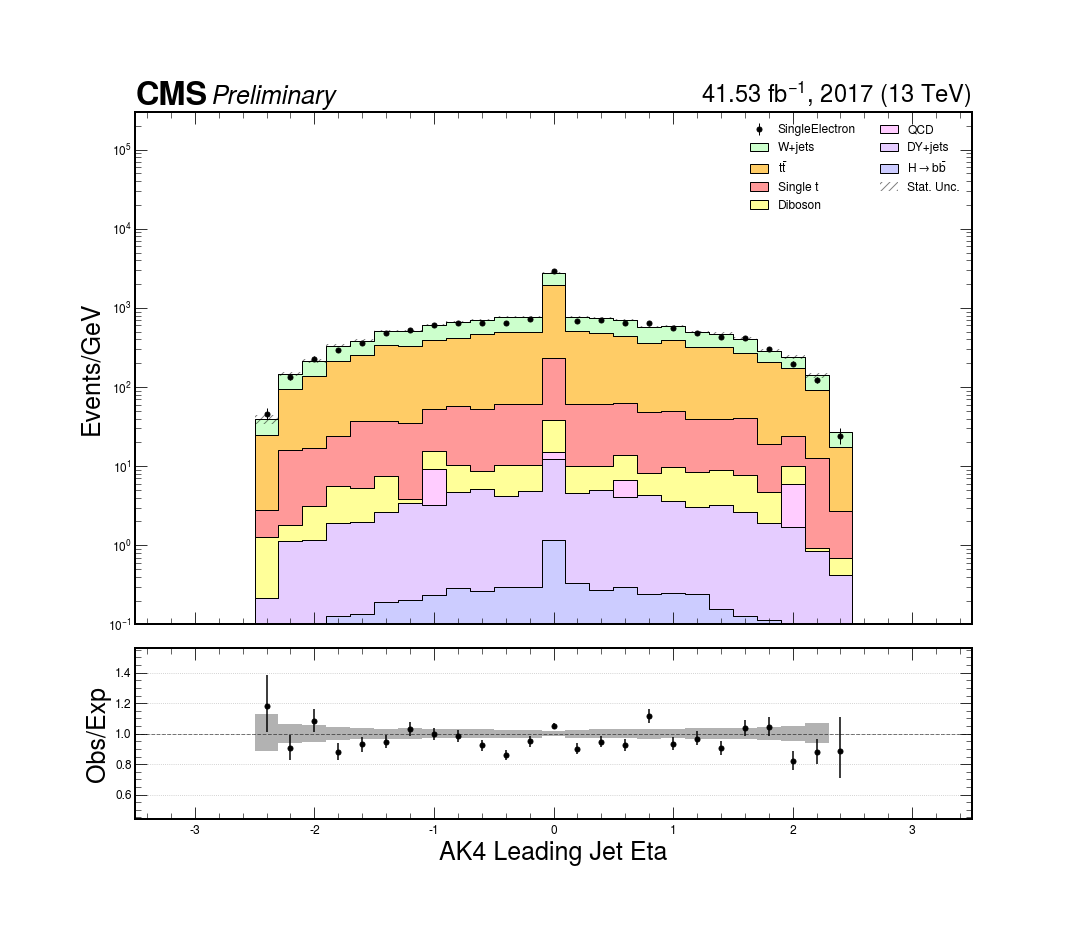 CMS Preliminary
41.53 fb⁻¹, 2017 (13 TeV)
SingleElectron
W+jets
tt̄
Single t
Diboson
QCD
DY+jets
H→bb̄
Stat. Unc.
Events/GeV
10⁵
10⁴
10³
10²
10¹
10⁰
10⁻¹
Obs/Exp
1.4
1.2
1.0
0.8
0.6
-3 -2 -1 0 1 2 3
AK4 Leading Jet Eta